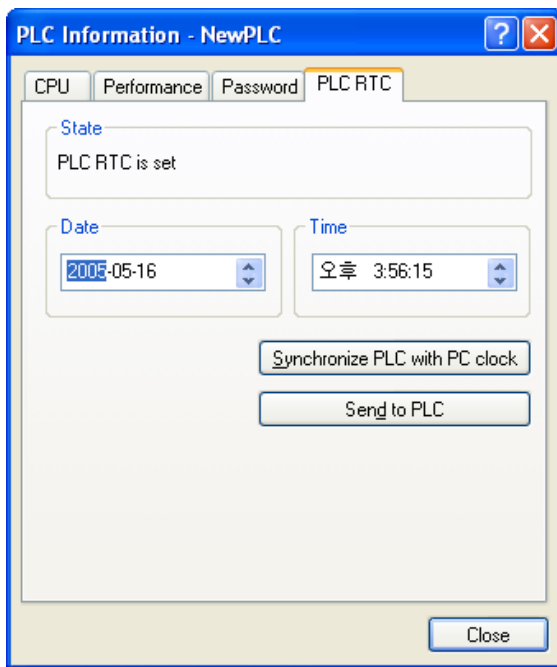 PLC Information - NewPLC
CPU Performance Password PLC RTC
State
PLC RTC is set
Date Time
2005-05-16 오후 3:56:15
Synchronize PLC with PC clock
Send to PLC
Close